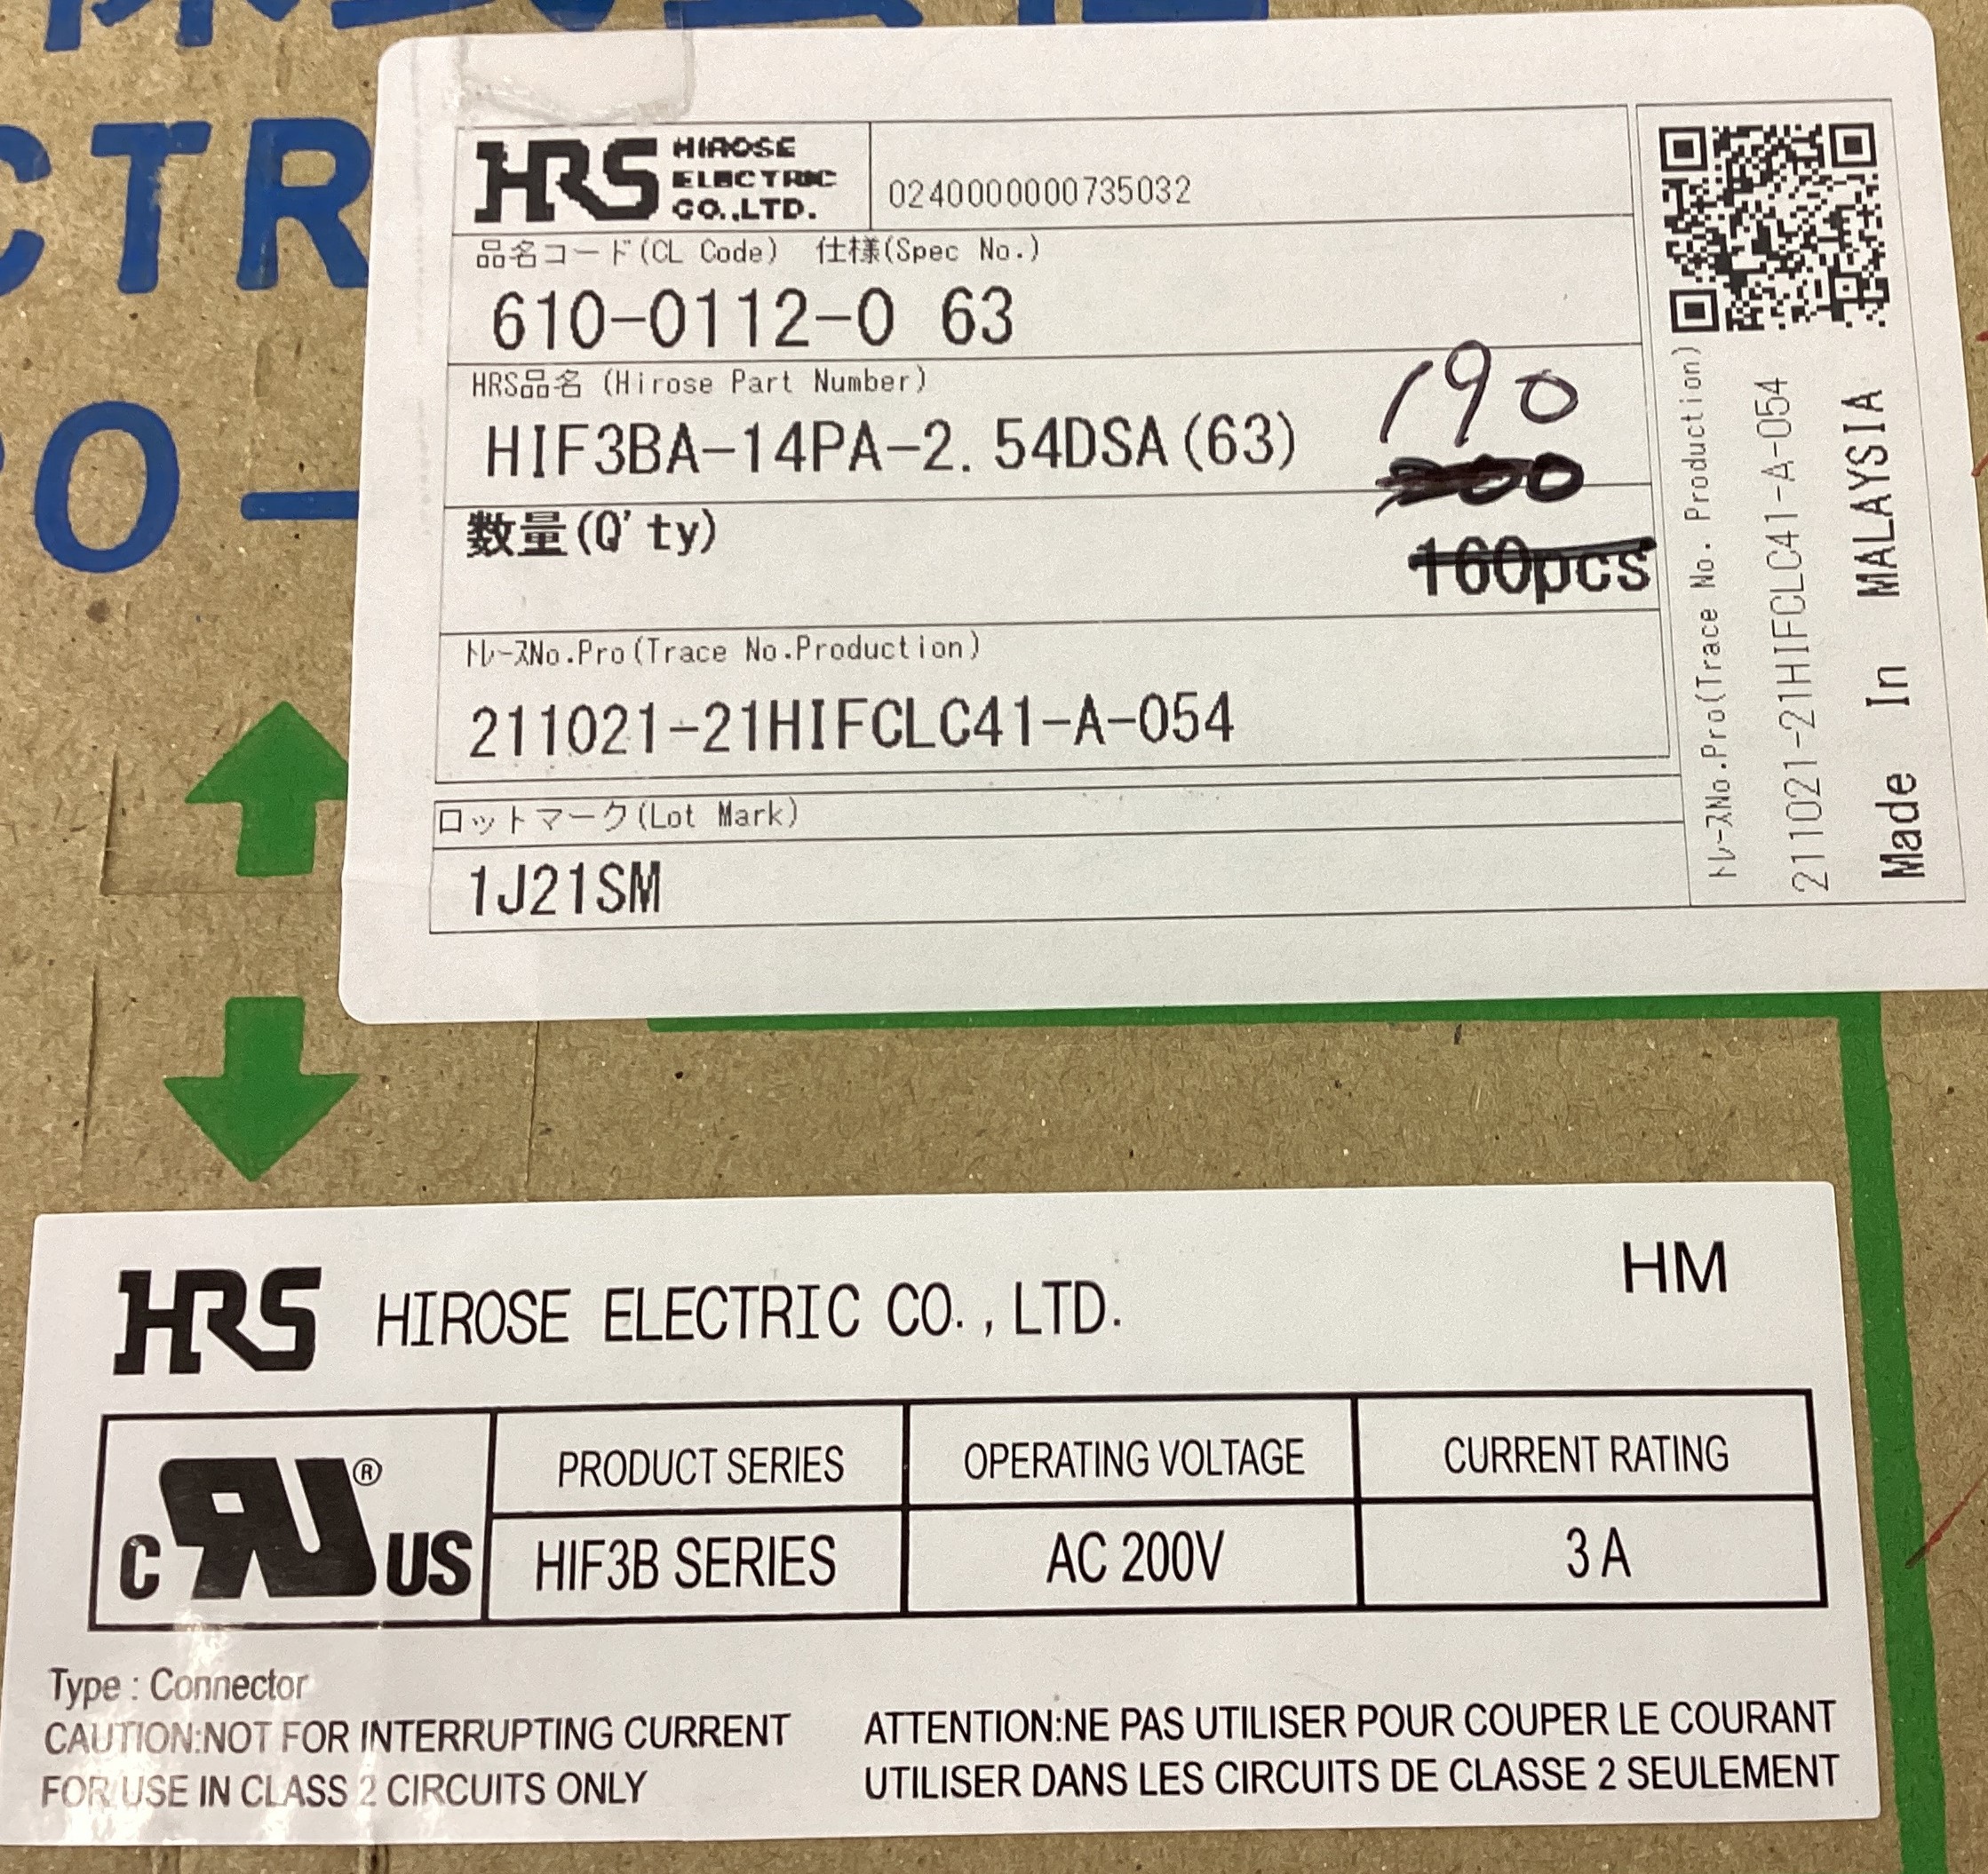 CTR
O-
HRS HIROSE
ELECTRIC
CO.,LTD.
0240000000735032
品名コード(CL Code) 仕様(Spec No.)
610-0112-0 63
HRS品名 (Hirose Part Number)
HIF3BA-14PA-2.54DSA(63)
190
200
数量(Q'ty)
160pcs
トレースNo.Pro(Trace No.Production)
211021-21HIFCLC41-A-054
ロットマーク(Lot Mark)
1J21SM
トレースNo.Pro(Trace No. Production)
211021-21HIFCLC41-A-054
Made In MALAYSIA
HRS HIROSE ELECTRIC CO.,LTD.
HM
C RU® US
PRODUCT SERIES OPERATING VOLTAGE CURRENT RATING
HIF3B SERIES AC 200V 3 A
Type : Connector
CAUTION:NOT FOR INTERRUPTING CURRENT
FOR USE IN CLASS 2 CIRCUITS ONLY
ATTENTION:NE PAS UTILISER POUR COUPER LE COURANT
UTILISER DANS LES CIRCUITS DE CLASSE 2 SEULEMENT